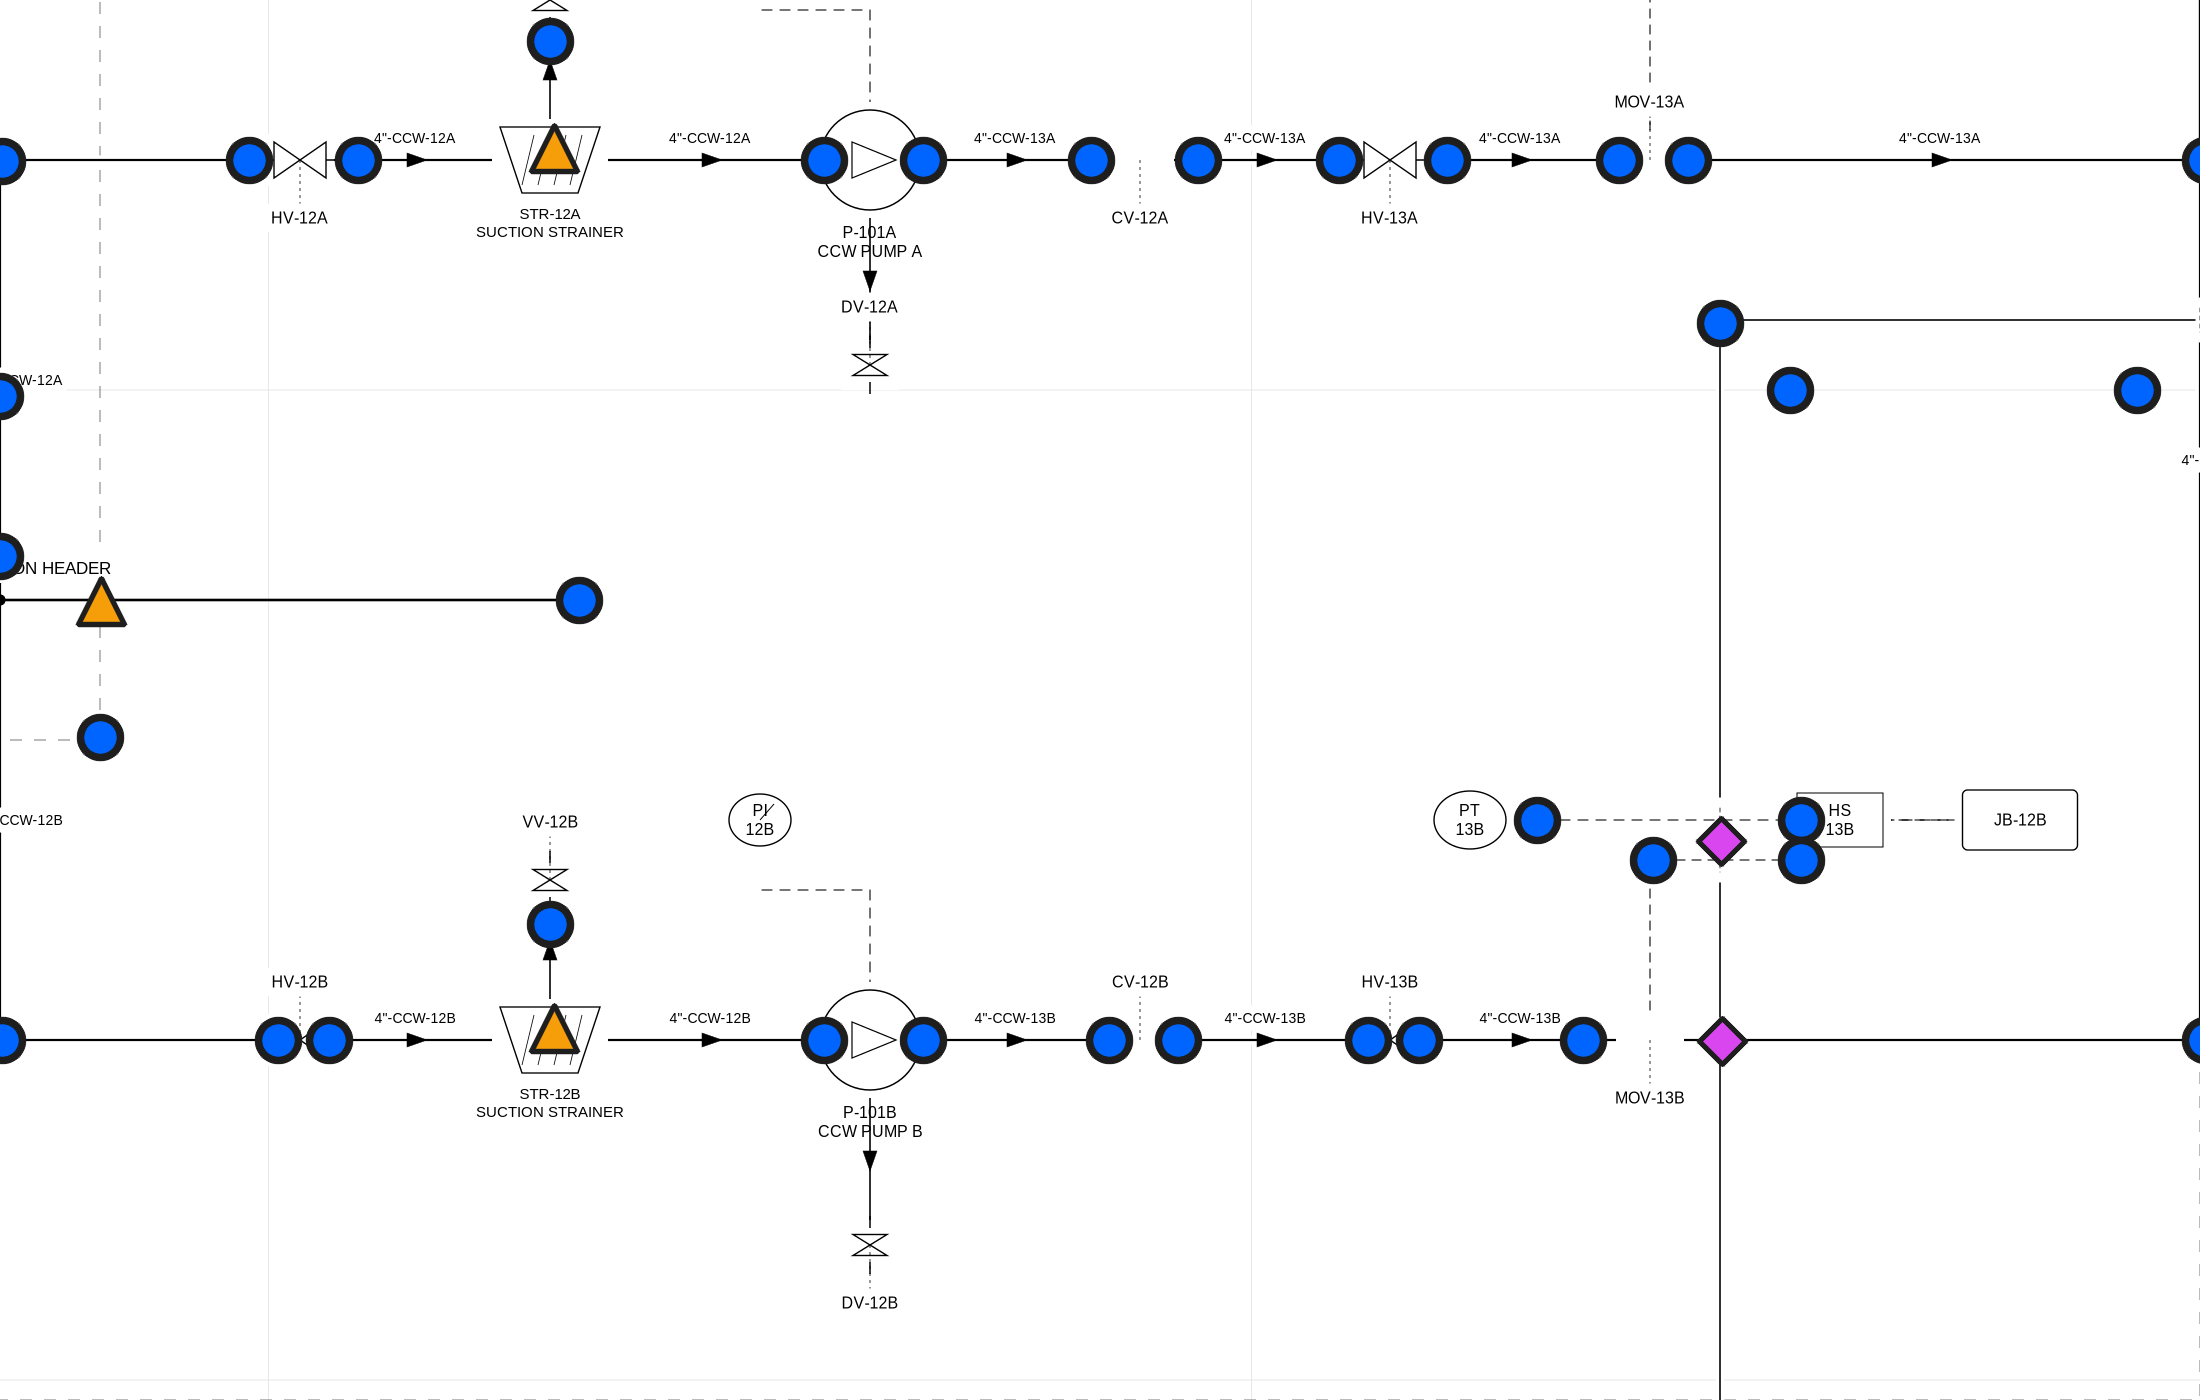 MOV-13A
4"-CCW-12A
4"-CCW-12A
4"-CCW-13A
4"-CCW-13A
4"-CCW-13A
4"-CCW-13A
HV-12A
STR-12A
SUCTION STRAINER
P-101A
CCW PUMP A
CV-12A
HV-13A
DV-12A
CW-12A
4"-
ON HEADER
CCW-12B
VV-12B
PI
12B
PT
13B
HS
13B
JB-12B
HV-12B
CV-12B
HV-13B
4"-CCW-12B
4"-CCW-12B
4"-CCW-13B
4"-CCW-13B
4"-CCW-13B
STR-12B
SUCTION STRAINER
P-101B
CCW PUMP B
MOV-13B
DV-12B